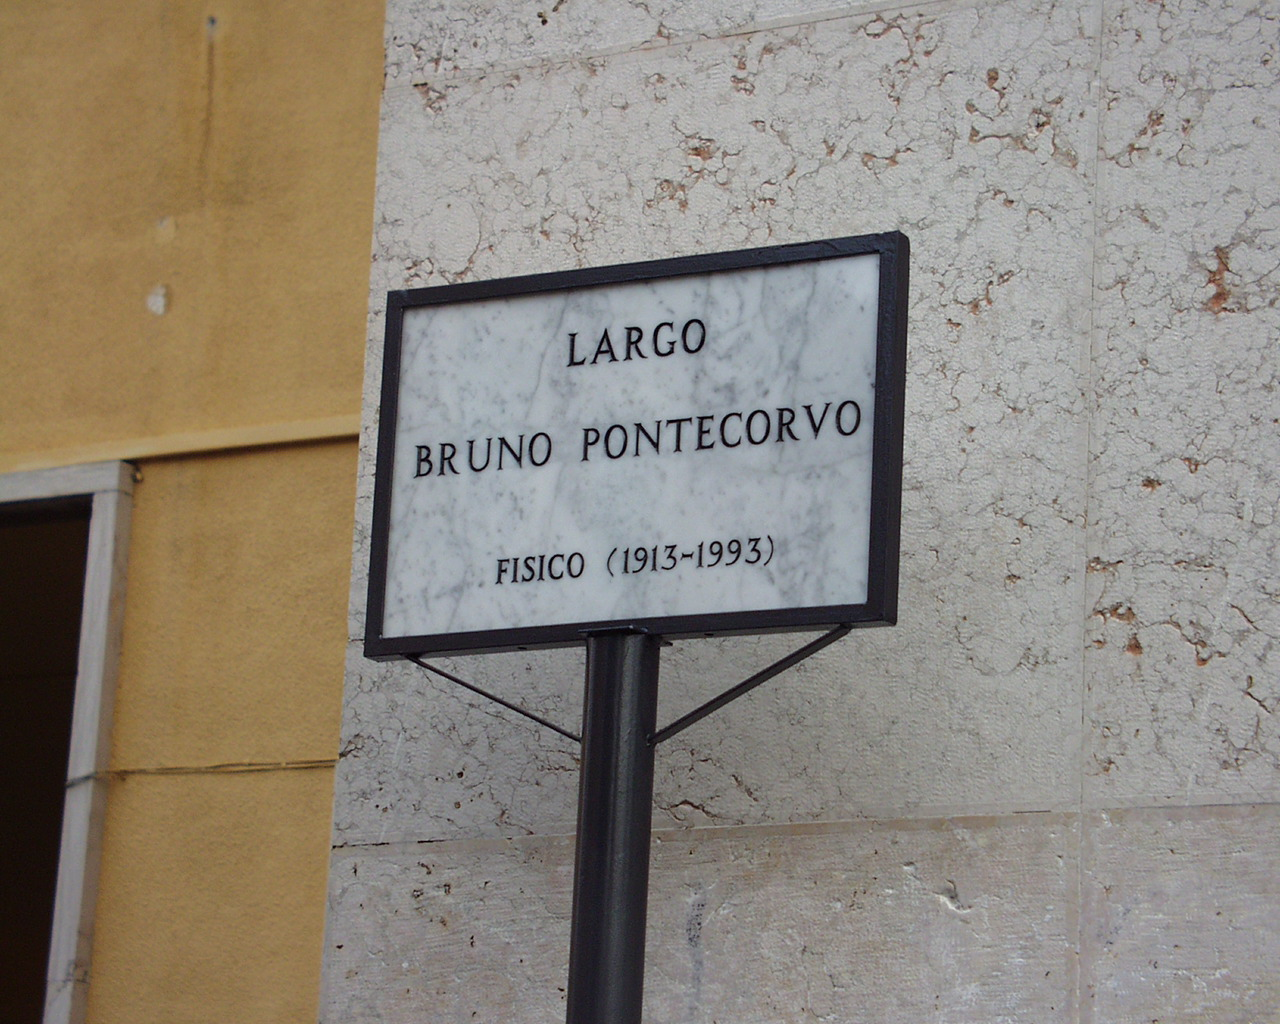 LARGO
BRUNO PONTECORVO
FISICO (1913-1993)